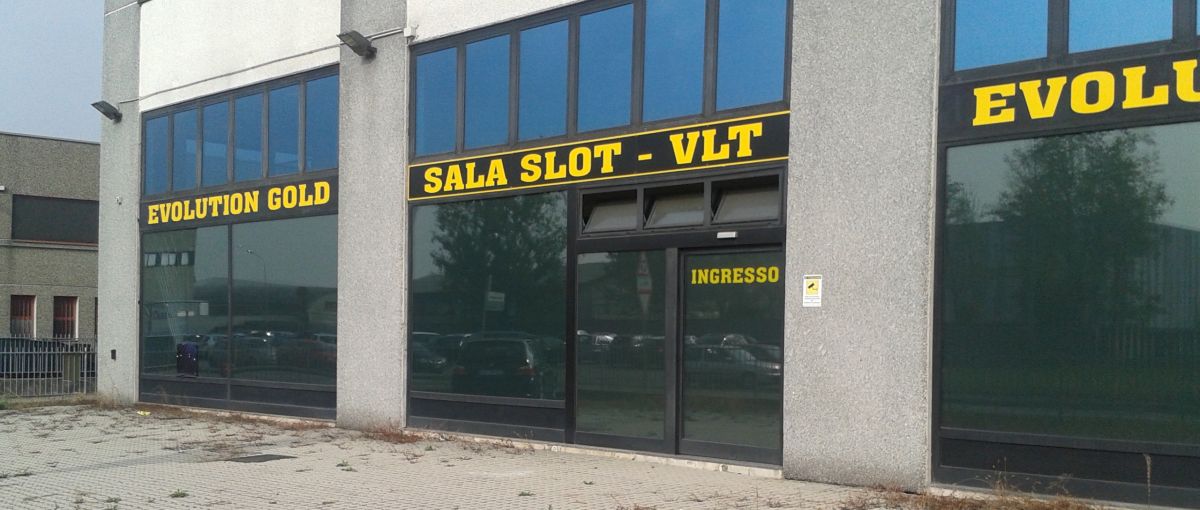 EVOLUTION GOLD
SALA SLOT - VLT
INGRESSO
EVOLU